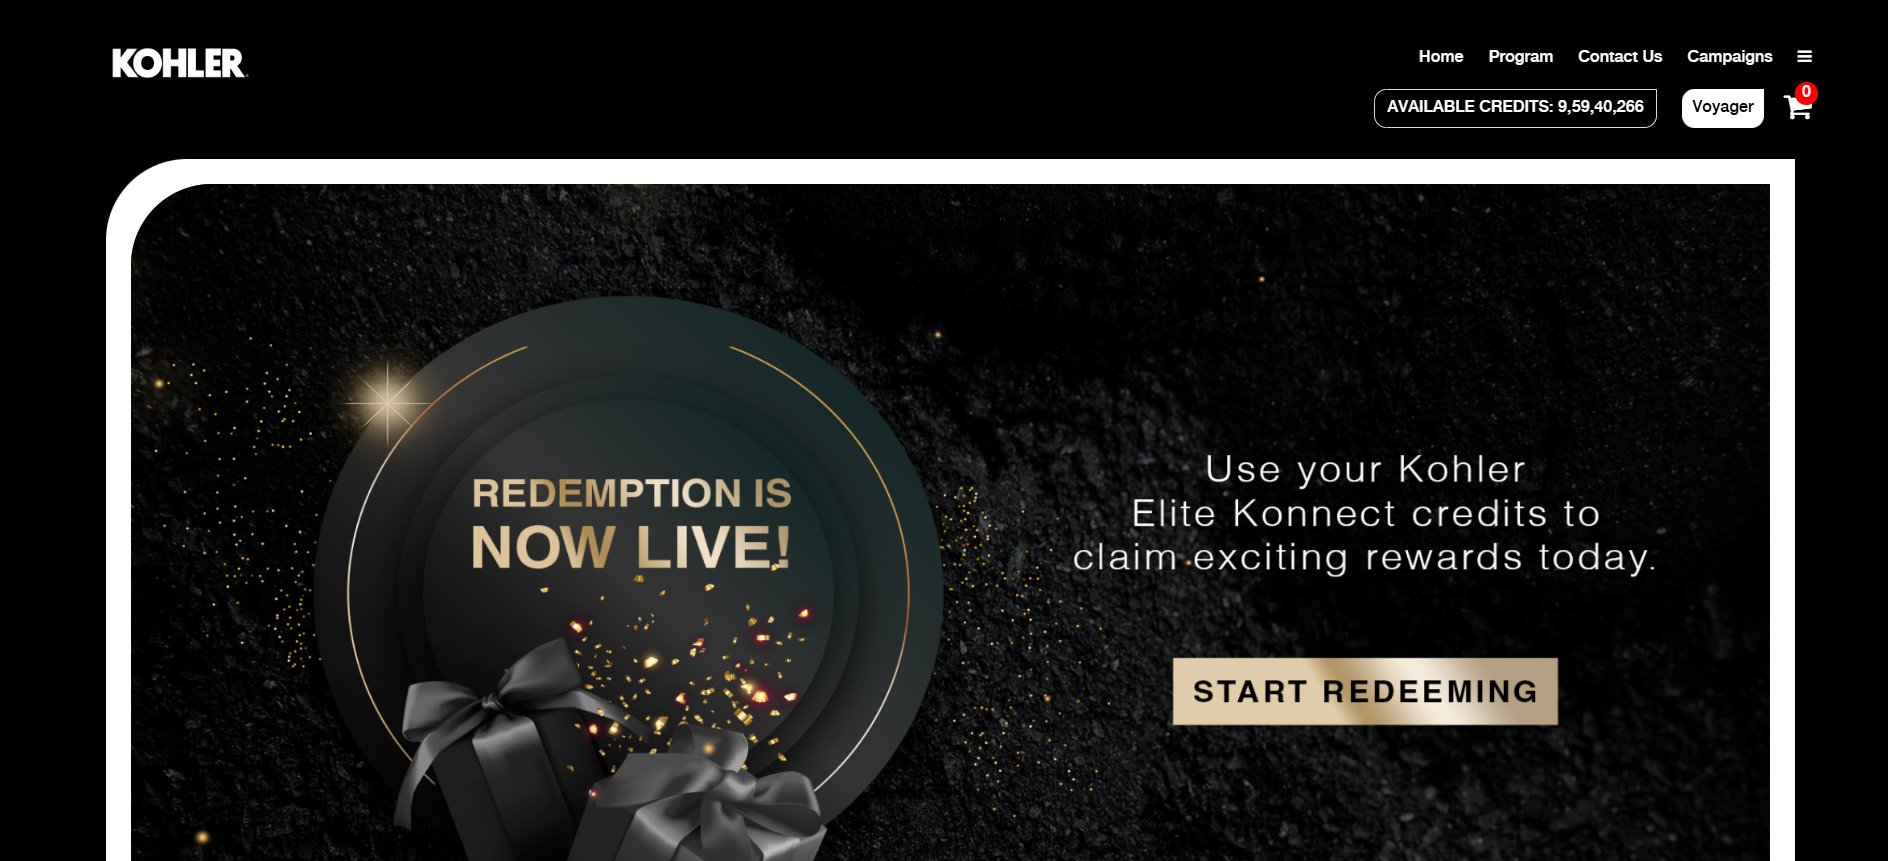 KOHLER
Home Program Contact Us Campaigns
AVAILABLE CREDITS: 9,59,40,266 Voyager 0
REDEMPTION IS
NOW LIVE!
Use your Kohler
Elite Konnect credits to
claim exciting rewards today.
START REDEEMING